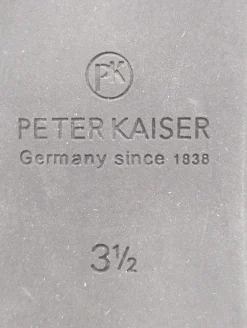 PK
PETER KAISER
Germany since 1838
3½